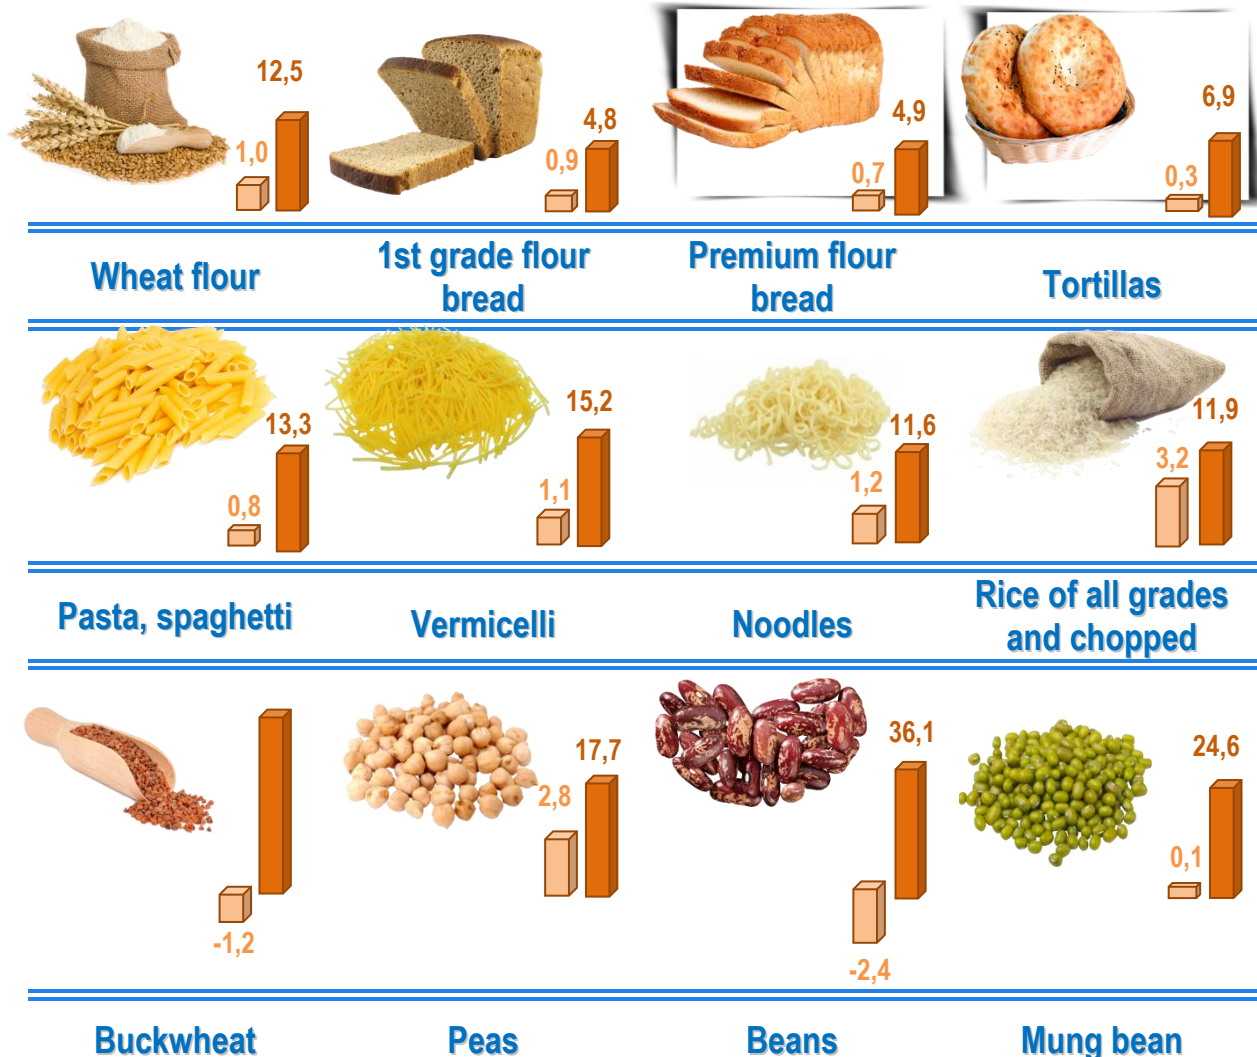 12,5
1,0
4,8
0,9
4,9
0,7
6,9
0,3
Wheat flour
1st grade flour
bread
Premium flour
bread
Tortillas
13,3
0,8
15,2
1,1
11,6
1,2
11,9
3,2
Pasta, spaghetti
Vermicelli
Noodles
Rice of all grades
and chopped
-1,2
17,7
2,8
36,1
-2,4
24,6
0,1
Buckwheat
Peas
Beans
Mung bean